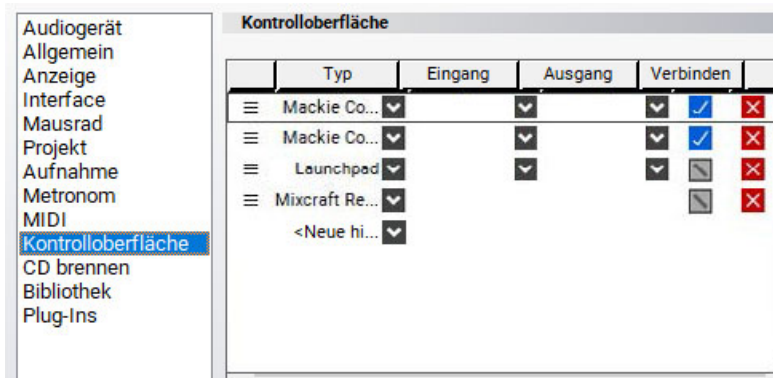 Audiogerät
Allgemein
Anzeige
Interface
Mausrad
Projekt
Aufnahme
Metronom
MIDI
Kontrolloberfläche
CD brennen
Bibliothek
Plug-Ins
Kontrolloberfläche
Typ Eingang Ausgang Verbinden
Mackie Co...
Mackie Co...
Launchpad
Mixcraft Re...
<Neue hi...